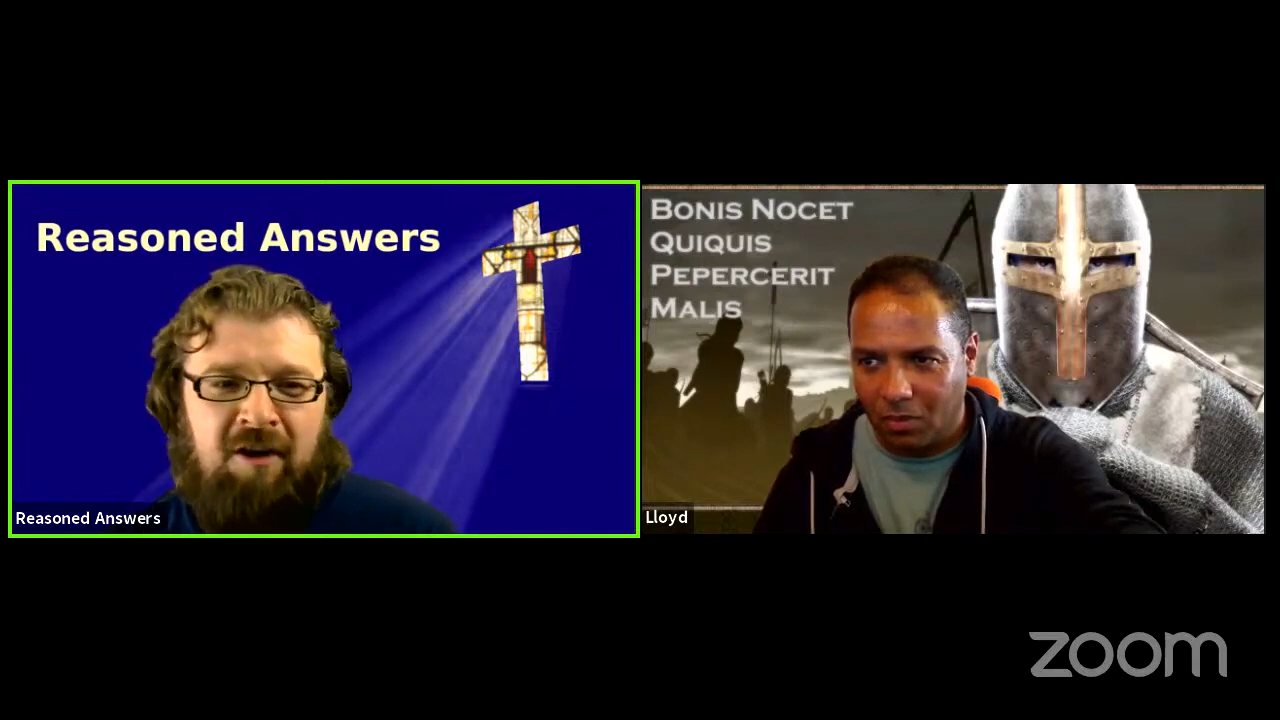 Reasoned Answers
Reasoned Answers
BONIS NOCET
QUIQUIS
PEPERCERIT
MALIS
Lloyd
zoom